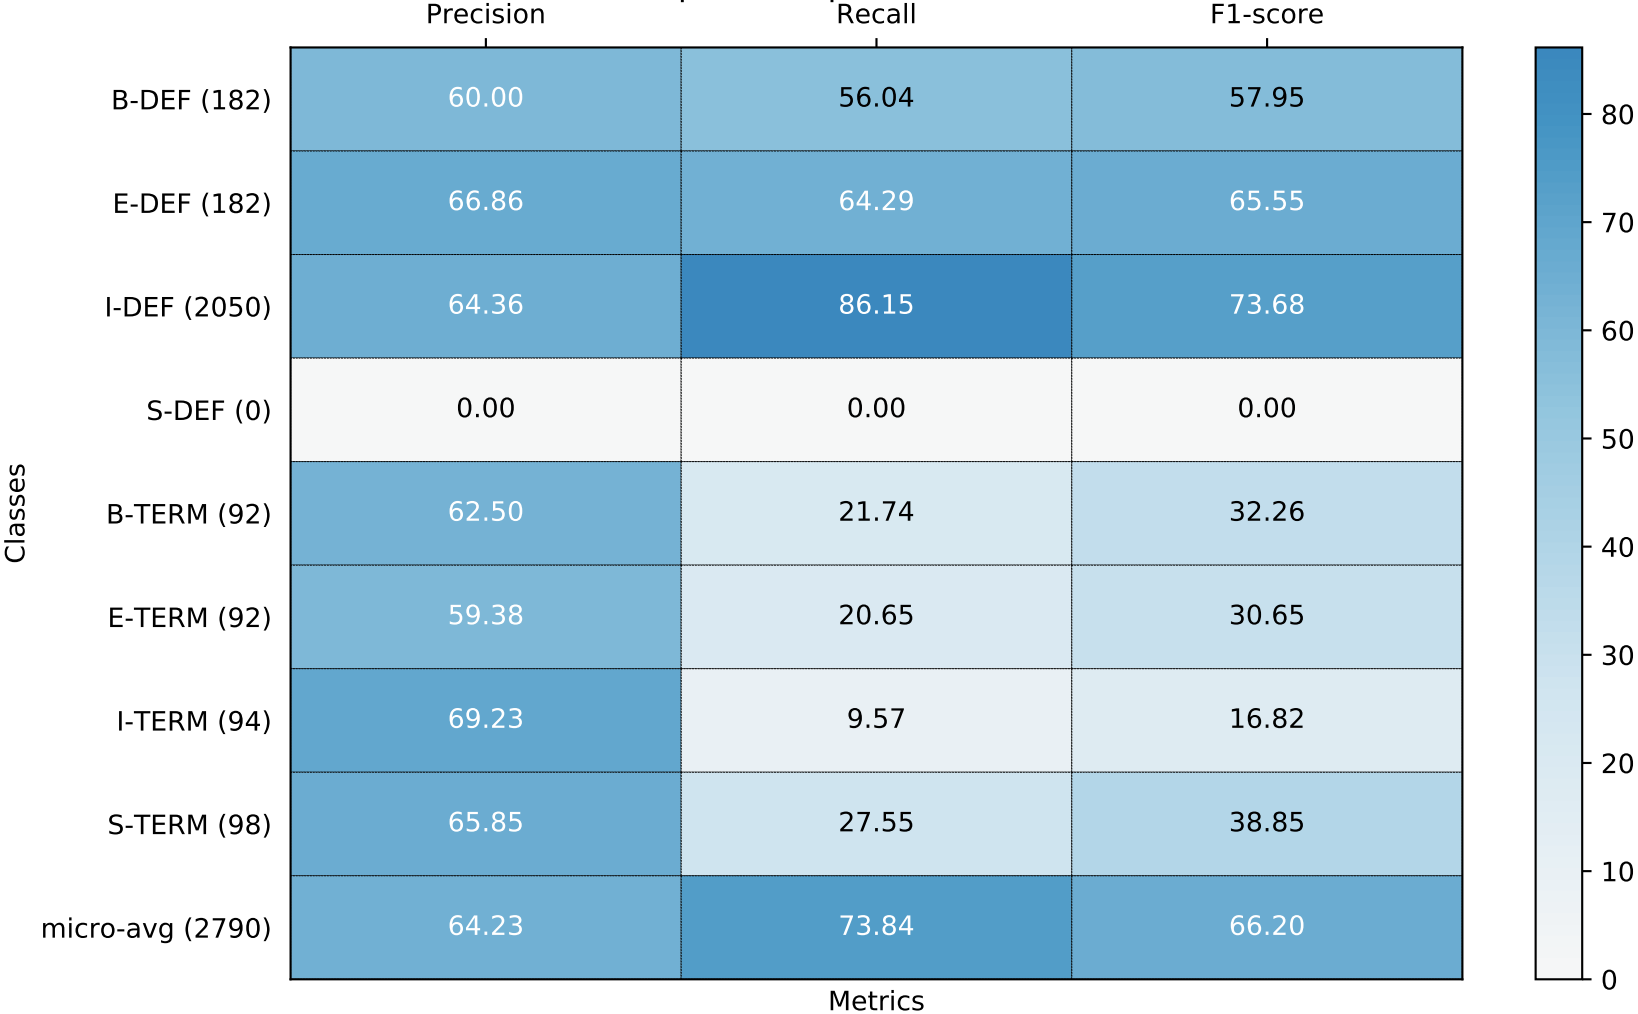 Precision Recall F1-score
B-DEF (182) 60.00 56.04 57.95
E-DEF (182) 66.86 64.29 65.55
I-DEF (2050) 64.36 86.15 73.68
S-DEF (0) 0.00 0.00 0.00
B-TERM (92) 62.50 21.74 32.26
E-TERM (92) 59.38 20.65 30.65
I-TERM (94) 69.23 9.57 16.82
S-TERM (98) 65.85 27.55 38.85
micro-avg (2790) 64.23 73.84 66.20
Classes
Metrics
80
70
60
50
40
30
20
10
0